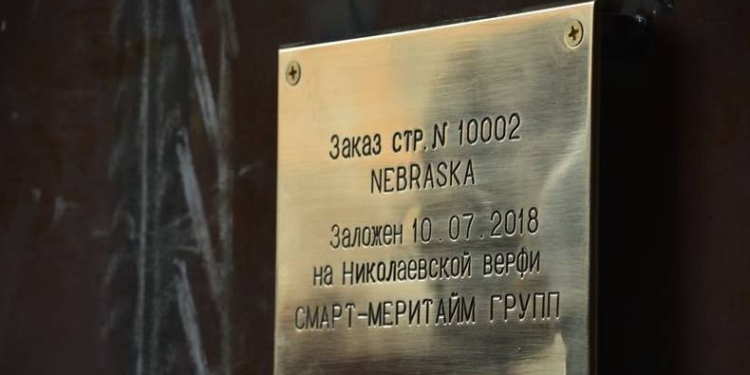 Заказ стр. N 10002
NEBRASKA
Заложен 10.07.2018
на Николаевской верфи
СМАРТ-МЕРИТАЙМ ГРУПП